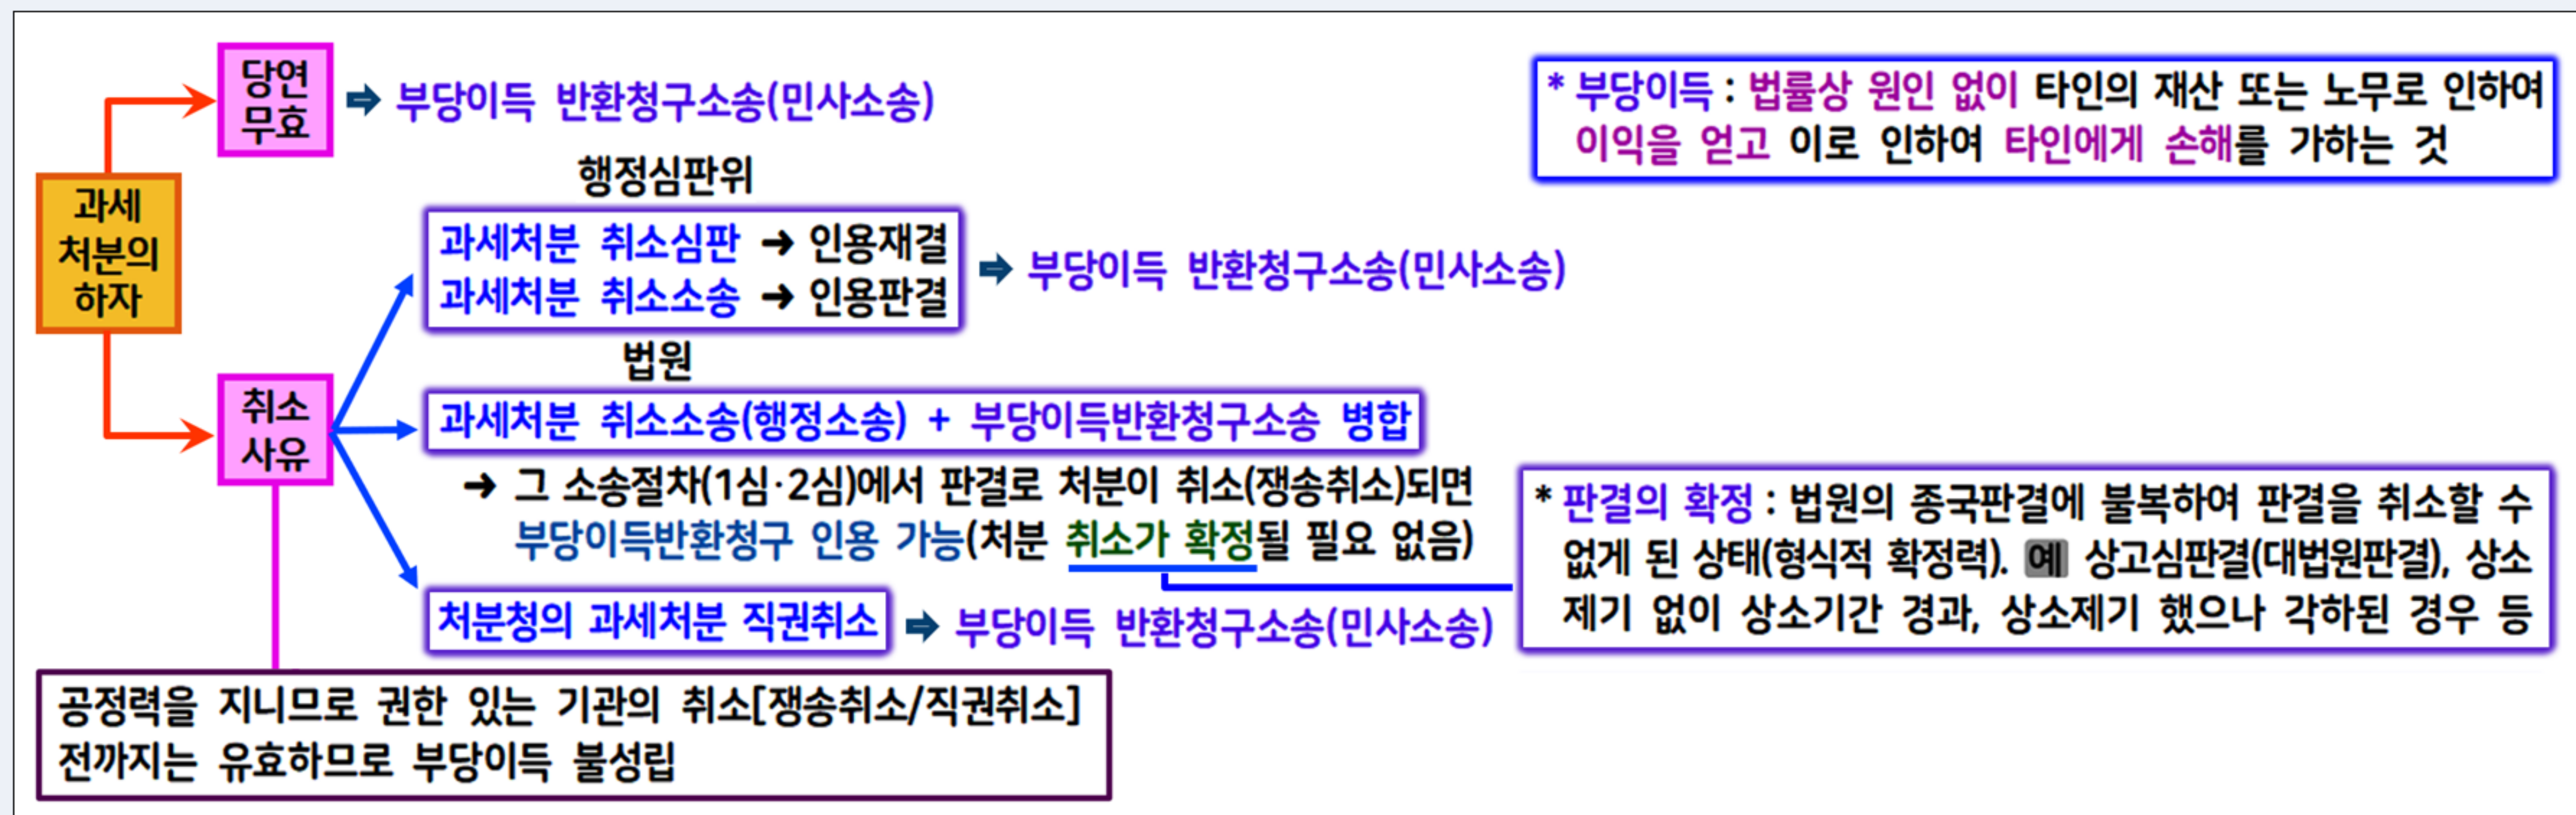 당연
무효
부당이득 반환청구소송(민사소송)
* 부당이득 : 법률상 원인 없이 타인의 재산 또는 노무로 인하여
이익을 얻고 이로 인하여 타인에게 손해를 가하는 것
과세
처분의
하자
행정심판위
과세처분 취소심판 → 인용재결
과세처분 취소소송 → 인용판결
부당이득 반환청구소송(민사소송)
법원
취소
사유
과세처분 취소소송(행정소송) + 부당이득반환청구소송 병합
→ 그 소송절차(1심·2심)에서 판결로 처분이 취소(쟁송취소)되면
부당이득반환청구 인용 가능(처분 취소가 확정될 필요 없음)
* 판결의 확정 : 법원의 종국판결에 불복하여 판결을 취소할 수
없게 된 상태(형식적 확정력). 예 상고심판결(대법원판결), 상소
제기 없이 상소기간 경과, 상소제기 했으나 각하된 경우 등
처분청의 과세처분 직권취소
부당이득 반환청구소송(민사소송)
공정력을 지니므로 권한 있는 기관의 취소[쟁송취소/직권취소]
전까지는 유효하므로 부당이득 불성립